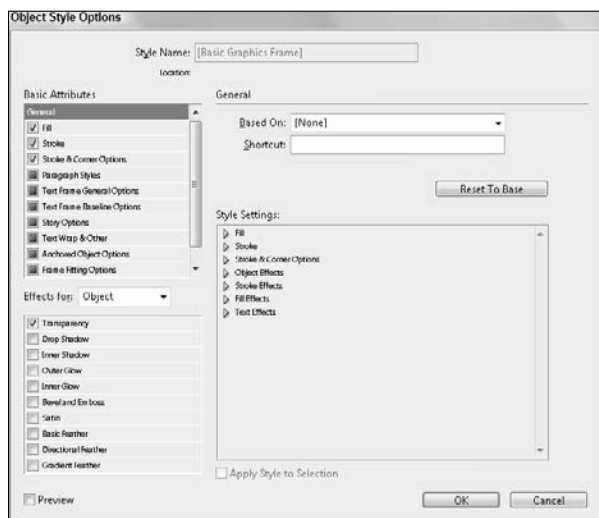 Object Style Options
Style Name: [Basic Graphics Frame]
Location:
Basic Attributes
General
Fill
Stroke
Stroke & Corner Options
Paragraph Styles
Text Frame General Options
Text Frame Baseline Options
Story Options
Text Wrap & Other
Anchored Object Options
Frame Fitting Options
Effects for: Object
Transparency
Drop Shadow
Inner Shadow
Outer Glow
Inner Glow
Bevel and Emboss
Satin
Basic Feather
Directional Feather
Gradient Feather
Preview
General
Based On: [None]
Shortcut:
Reset To Base
Style Settings:
Fill
Stroke
Stroke & Corner Options
Object Effects
Stroke Effects
Fill Effects
Text Effects
Apply Style to Selection
OK
Cancel